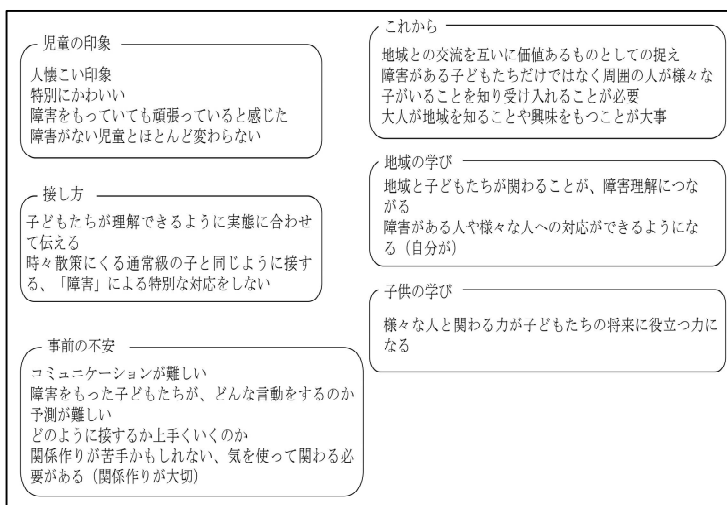 児童の印象
人懐こい印象
特別にかわいい
障害をもっていても頑張っていると感じた
障害がない児童とほとんど変わらない
接し方
子どもたちが理解できるように実態に合わせ
て伝える
時々散策にくる通常級の子と同じように接す
る、「障害」による特別な対応をしない
事前の不安
コミュニケーションが難しい
障害をもった子どもたちが、どんな言動をするのか
予測が難しい
どのように接するか上手くいくのか
関係作りが苦手かもしれない、気を使って関わる必
要がある（関係作りが大切）
これから
地域との交流を互いに価値あるものとしての捉え
障害がある子どもたちだけではなく周囲の人が様々な
子がいることを知り受け入れることが必要
大人が地域を知ることや興味をもつことが大事
地域の学び
地域と子どもたちが関わることが、障害理解につな
がる
障害がある人や様々な人への対応ができるようにな
る（自分が）
子供の学び
様々な人と関わる力が子どもたちの将来に役立つ力に
なる